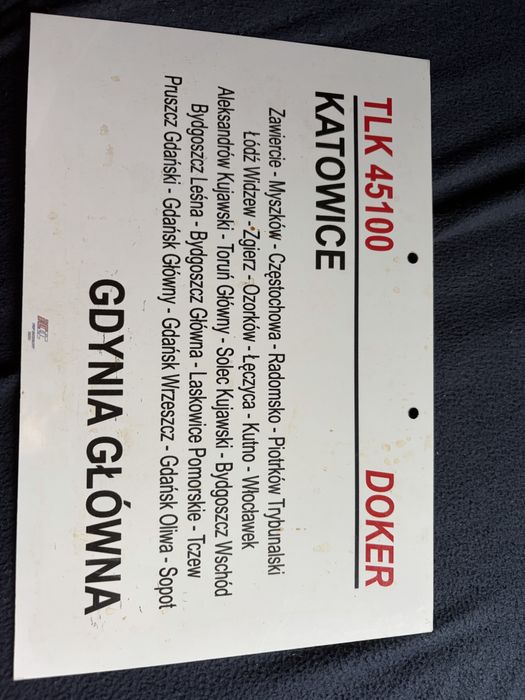 TLK 45100 DOKER
KATOWICE
Zawiercie - Myszków - Częstochowa - Radomsko - Piotrków Trybunalski
Łódź Widzew - Zgierz - Ozorków - Łęczyca - Kutno - Włocławek
Aleksandrów Kujawski - Toruń Główny - Solec Kujawski - Bydgoszcz Wschód
Bydgoszcz Leśna - Bydgoszcz Główna - Laskowice Pomorskie - Tczew
Pruszcz Gdański - Gdańsk Główny - Gdańsk Wrzeszcz - Gdańsk Oliwa - Sopot
GDYNIA GŁÓWNA